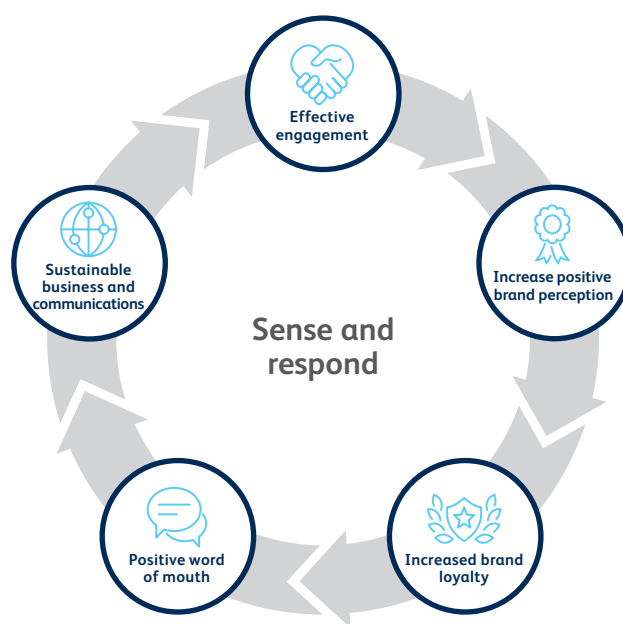 Effective
engagement
Increase positive
brand perception
Increased brand
loyalty
Positive word
of mouth
Sustainable
business and
communications
Sense and
respond